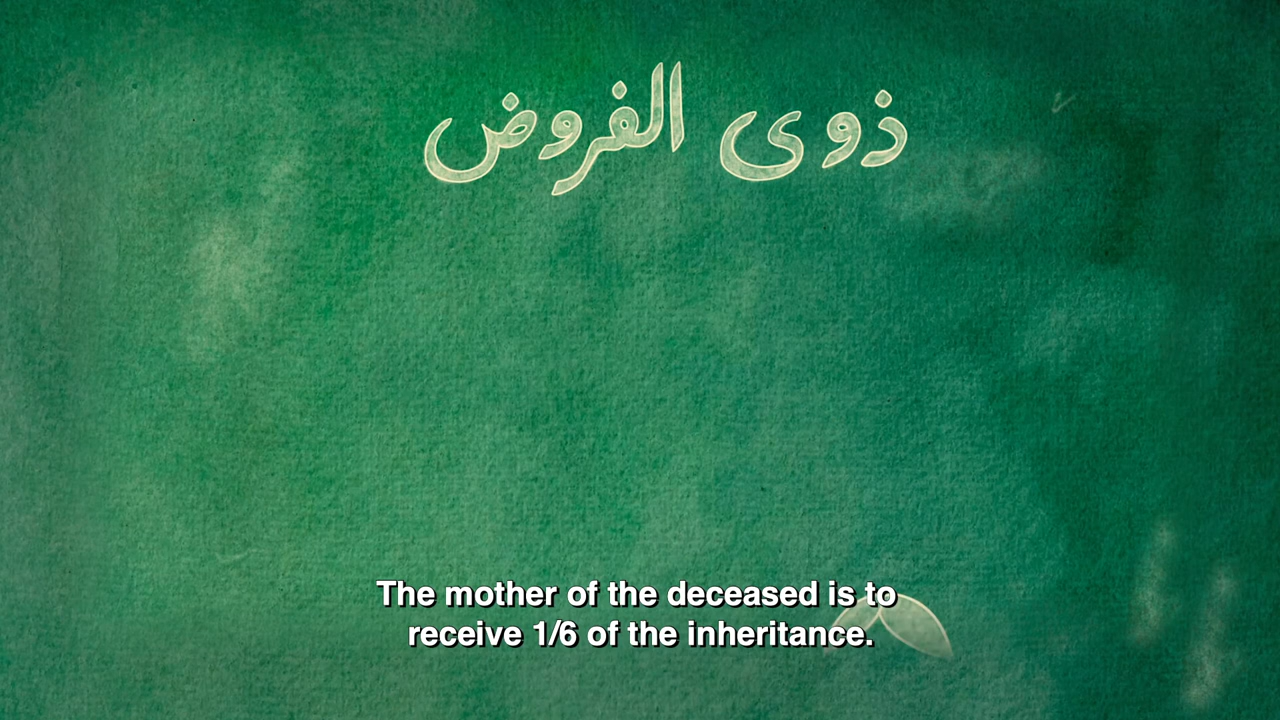 ذوی الفروض
The mother of the deceased is to
receive 1/6 of the inheritance.